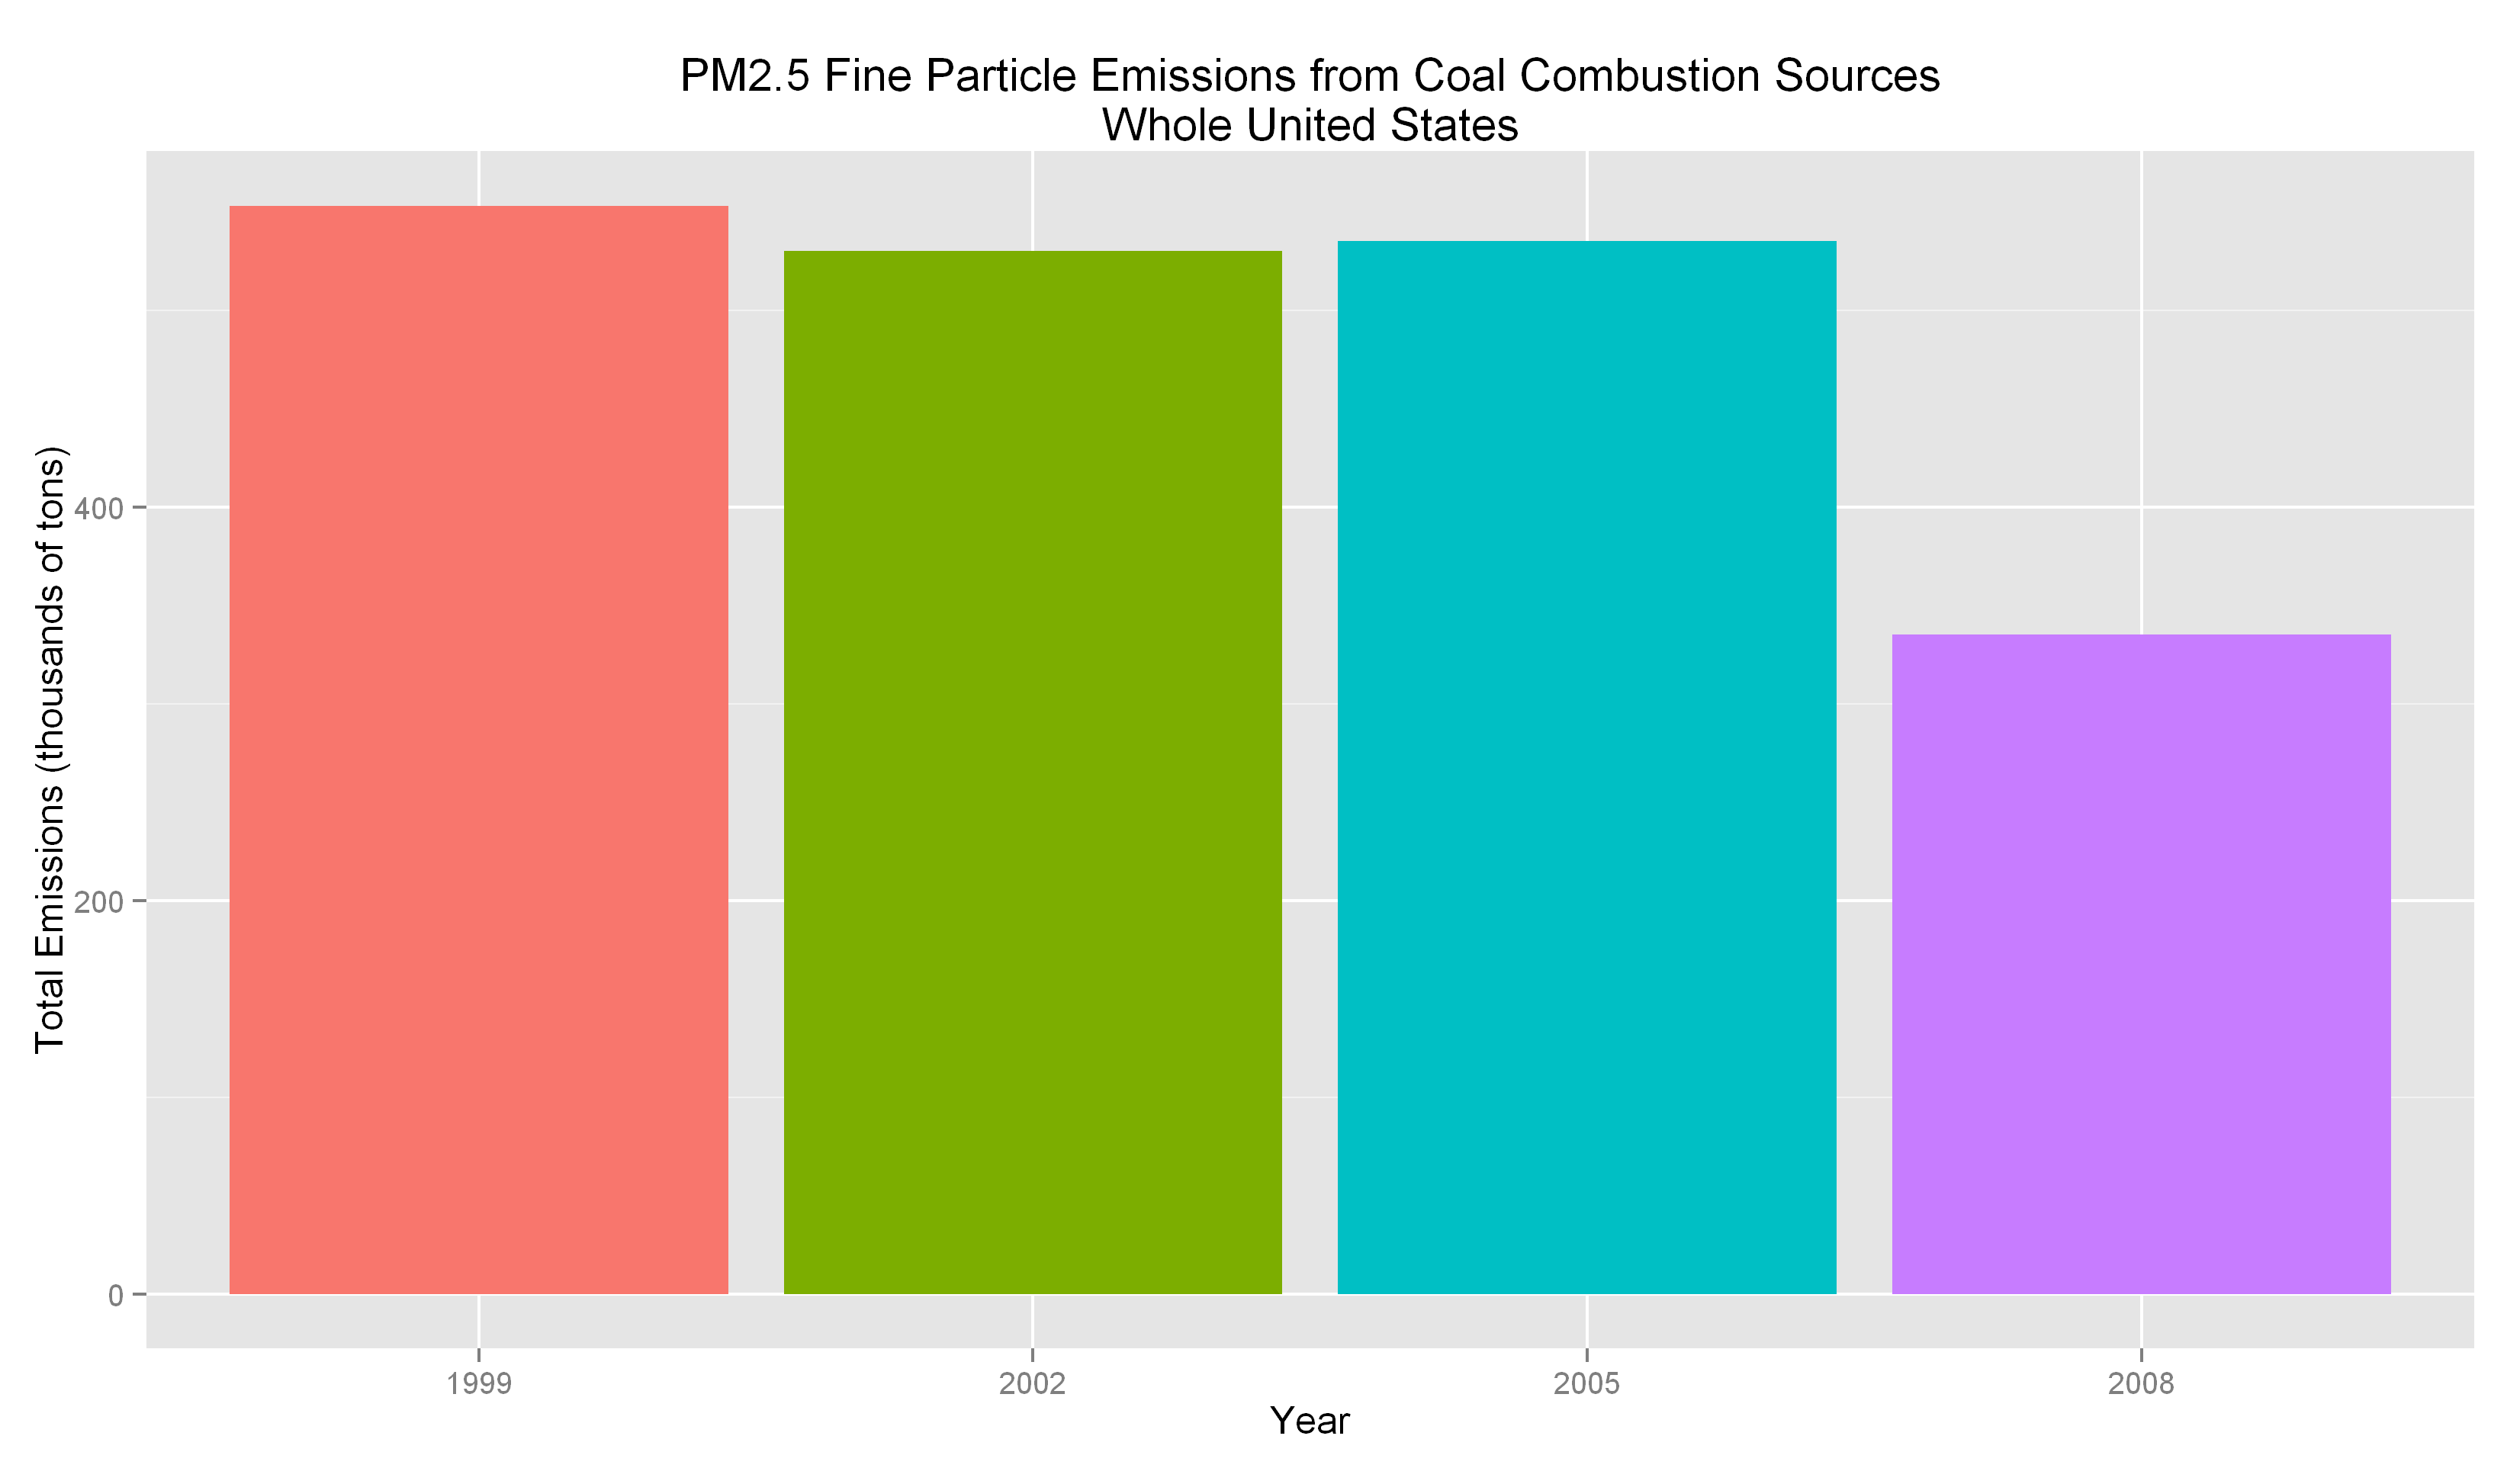 PM2.5 Fine Particle Emissions from Coal Combustion Sources
Whole United States
Total Emissions (thousands of tons)
400
200
0
1999 2002 2005 2008
Year